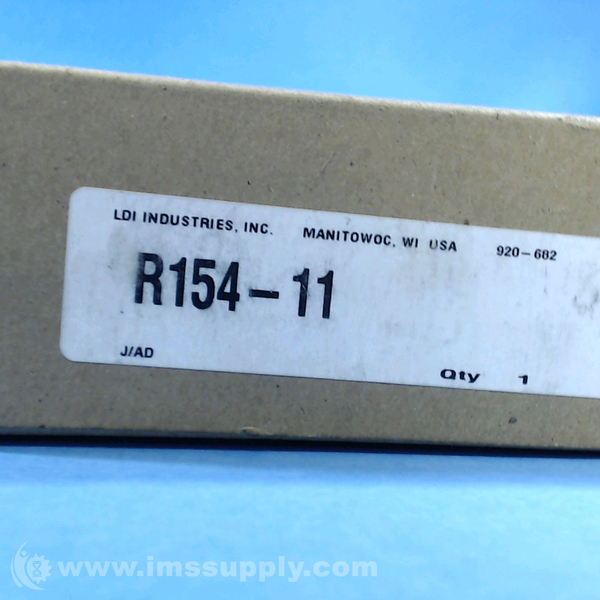 LDI INDUSTRIES, INC. MANITOWOC, WI USA 920-682
R154-11
J/AD
Qty 1
www.imssupply.com